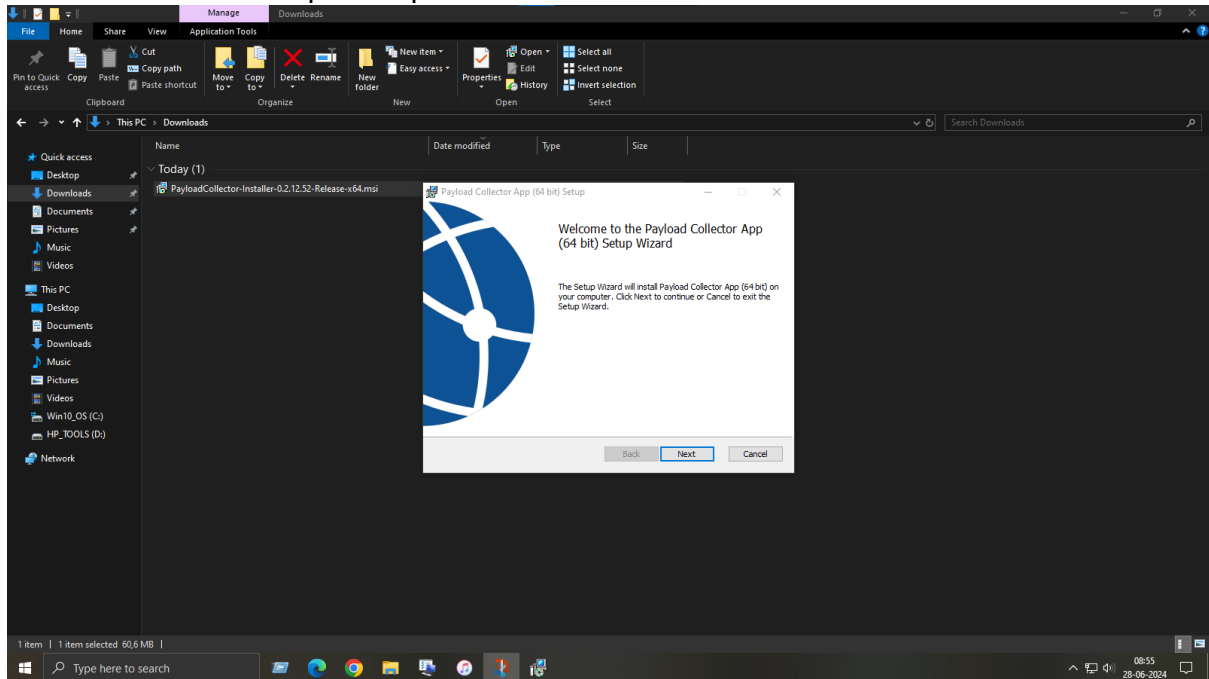 Manage
Downloads
File
Home
Share
View
Application Tools
Pin to Quick access
Copy
Paste
Cut
Copy path
Paste shortcut
Clipboard
Move to
Copy to
Delete
Rename
Organize
New folder
New item
Easy access
New
Properties
Open
Edit
History
Open
Select all
Select none
Invert selection
Select
This PC > Downloads
Search Downloads
Name
Date modified
Type
Size
Quick access
Desktop
Downloads
Documents
Pictures
Music
Videos
This PC
Desktop
Documents
Downloads
Music
Pictures
Videos
Win10_OS (C:)
HP_TOOLS (D:)
Network
Today (1)
PayloadCollector-Installer-0.2.12.52-Release-x64.msi
Payload Collector App (64 bit) Setup
Welcome to the Payload Collector App
(64 bit) Setup Wizard
The Setup Wizard will install Payload Collector App (64 bit) on
your computer. Click Next to continue or Cancel to exit the
Setup Wizard.
Back
Next
Cancel
1 item
1 item selected 60,6 MB
Type here to search
08:55
28-06-2024